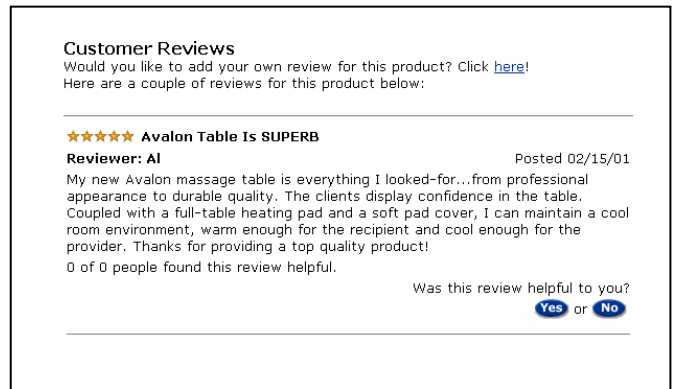 Customer Reviews
Would you like to add your own review for this product? Click here!
Here are a couple of reviews for this product below:
Avalon Table Is SUPERB
Reviewer: Al Posted 02/15/01
My new Avalon massage table is everything I looked-for...from professional
appearance to durable quality. The clients display confidence in the table.
Coupled with a full-table heating pad and a soft pad cover, I can maintain a cool
room environment, warm enough for the recipient and cool enough for the
provider. Thanks for providing a top quality product!
0 of 0 people found this review helpful.
Was this review helpful to you?
Yes or No